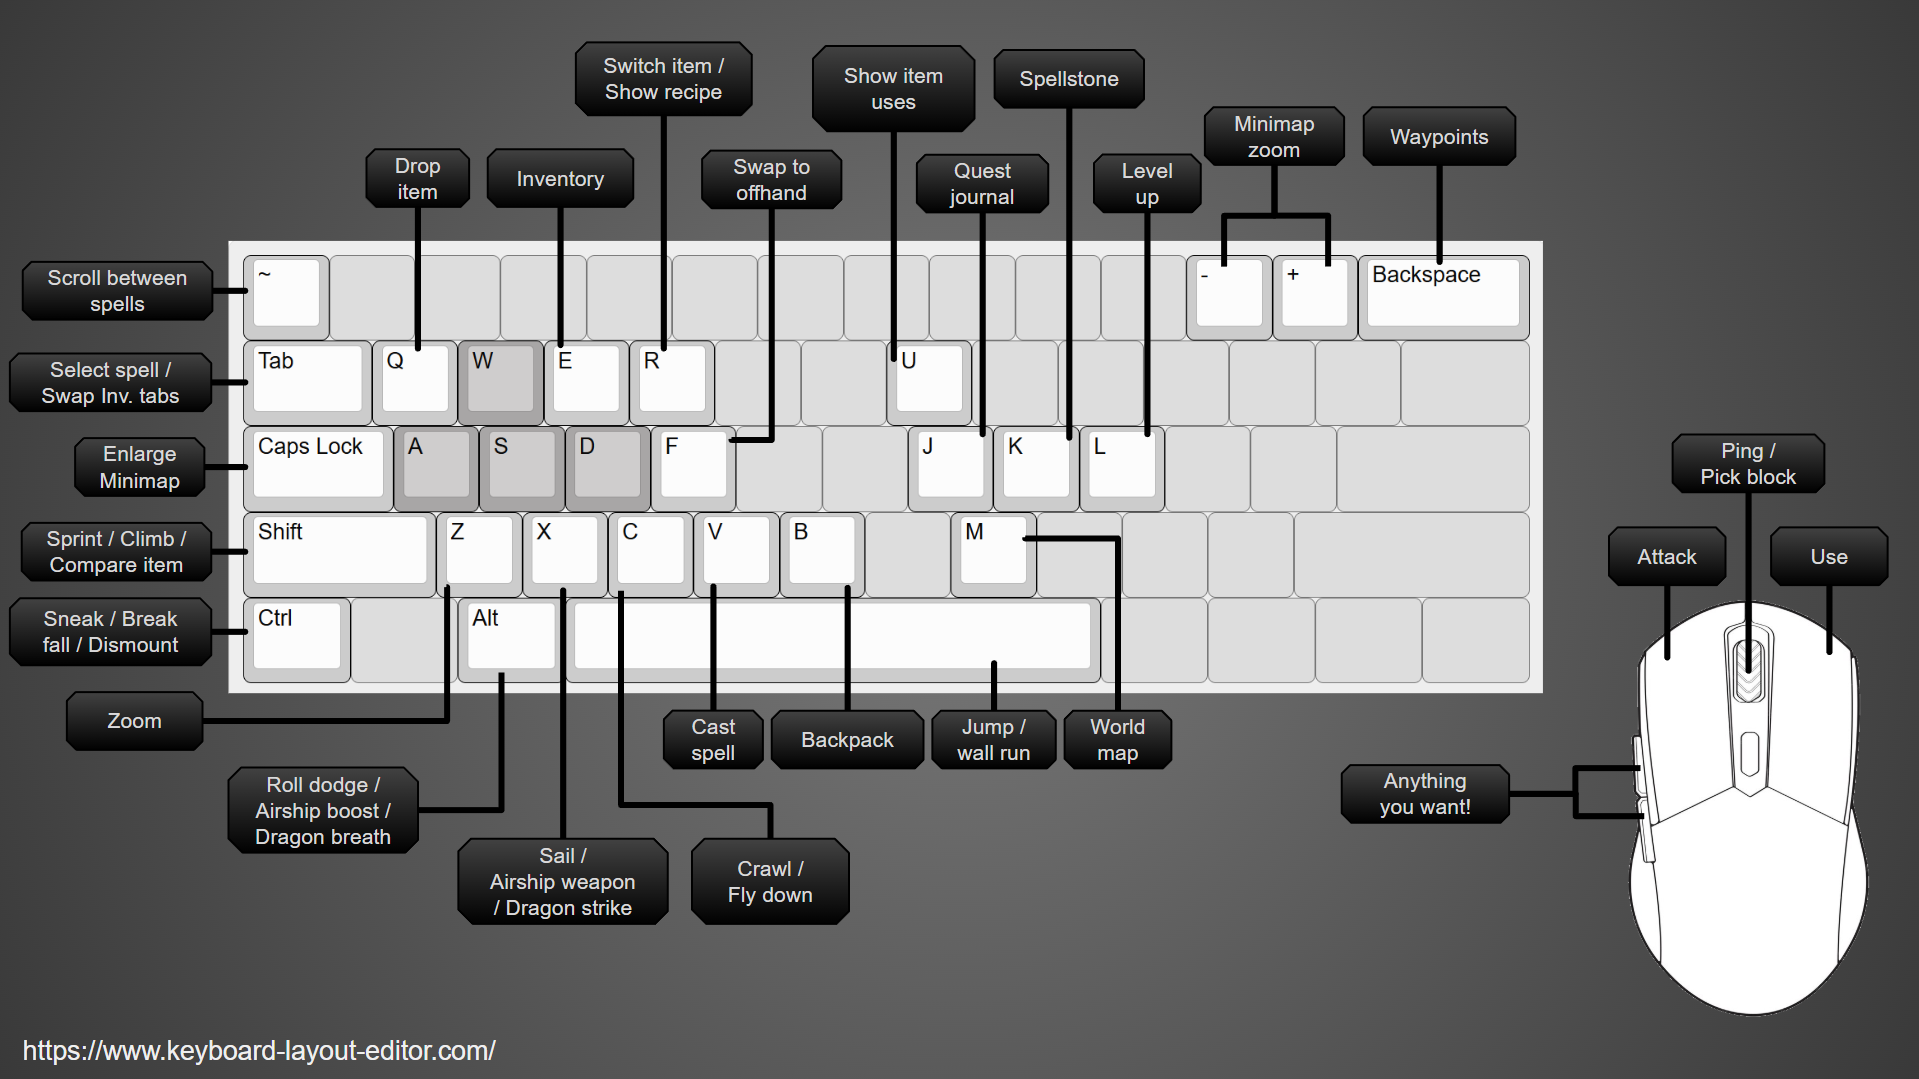 Switch item /
Show recipe
Show item
uses
Spellstone
Minimap
zoom
Waypoints
Drop
item
Inventory
Swap to
offhand
Quest
journal
Level
up
Scroll between
spells
~
-
+
Backspace
Select spell /
Swap Inv. tabs
Tab
Q
W
E
R
U
Enlarge
Minimap
Caps Lock
A
S
D
F
J
K
L
Ping /
Pick block
Sprint / Climb /
Compare item
Shift
Z
X
C
V
B
M
Attack
Use
Sneak / Break
fall / Dismount
Ctrl
Alt
Zoom
Cast
spell
Backpack
Jump /
wall run
World
map
Roll dodge /
Airship boost /
Dragon breath
Anything
you want!
Sail /
Airship weapon
/ Dragon strike
Crawl /
Fly down
https://www.keyboard-layout-editor.com/